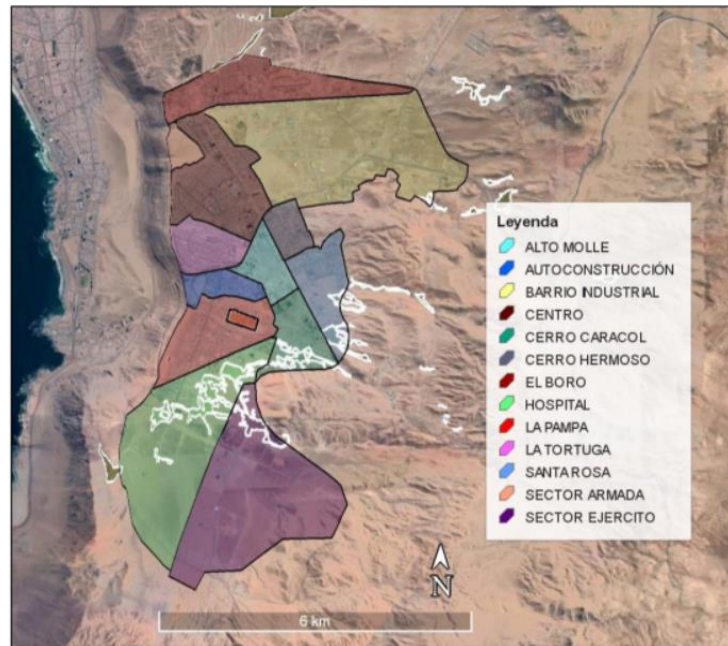 Leyenda
ALTO MOLLE
AUTOCONSTRUCCIÓN
BARRIO INDUSTRIAL
CENTRO
CERRO CARACOL
CERRO HERMOSO
EL BORO
HOSPITAL
LA PAMPA
LA TORTUGA
SANTA ROSA
SECTOR ARMADA
SECTOR EJERCITO
N
6 km